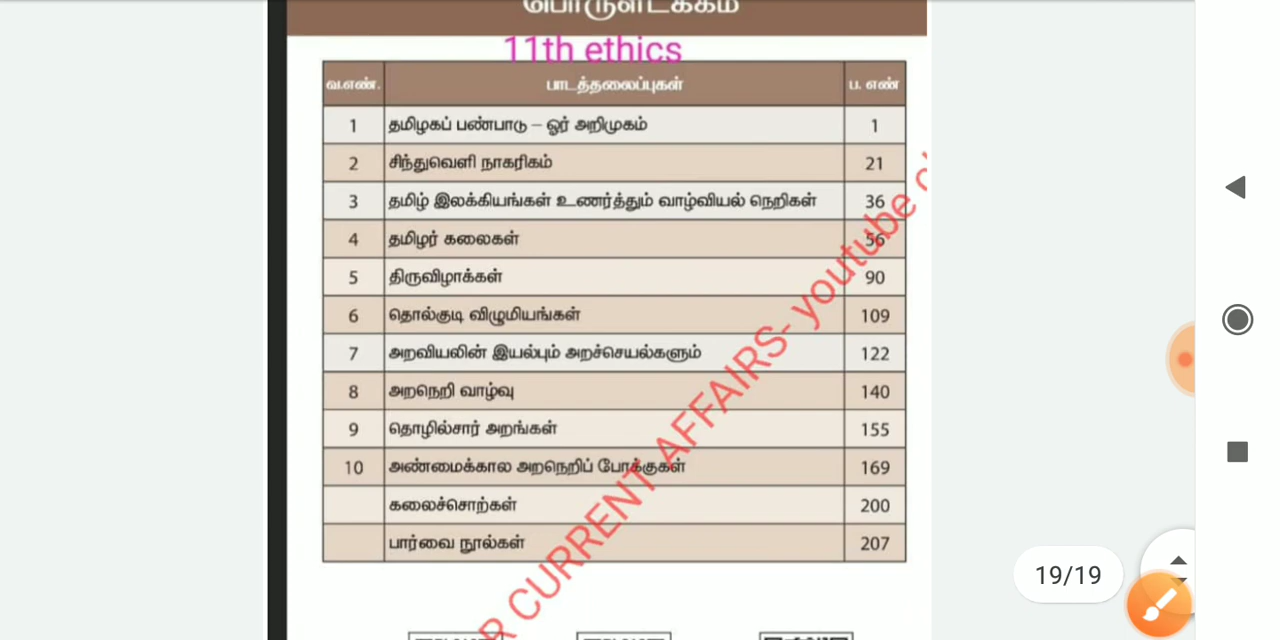 பொருளடக்கம்
11th ethics
வ.எண். பாடத்தலைப்புகள் ப. எண்
1 தமிழகப் பண்பாடு – ஓர் அறிமுகம் 1
2 சிந்துவெளி நாகரிகம் 21
3 தமிழ் இலக்கியங்கள் உணர்த்தும் வாழ்வியல் நெறிகள் 36
4 தமிழர் கலைகள் 56
5 திருவிழாக்கள் 90
6 தொல்குடி விழுமியங்கள் 109
7 அறவியலின் இயல்பும் அறச்செயல்களும் 122
8 அறநெறி வாழ்வு 140
9 தொழில்சார் அறங்கள் 155
10 அண்மைக்கால அறநெறிப் போக்குகள் 169
கலைச்சொற்கள் 200
பார்வை நூல்கள் 207
R CURRENT AFFAIRS- youtube
19/19